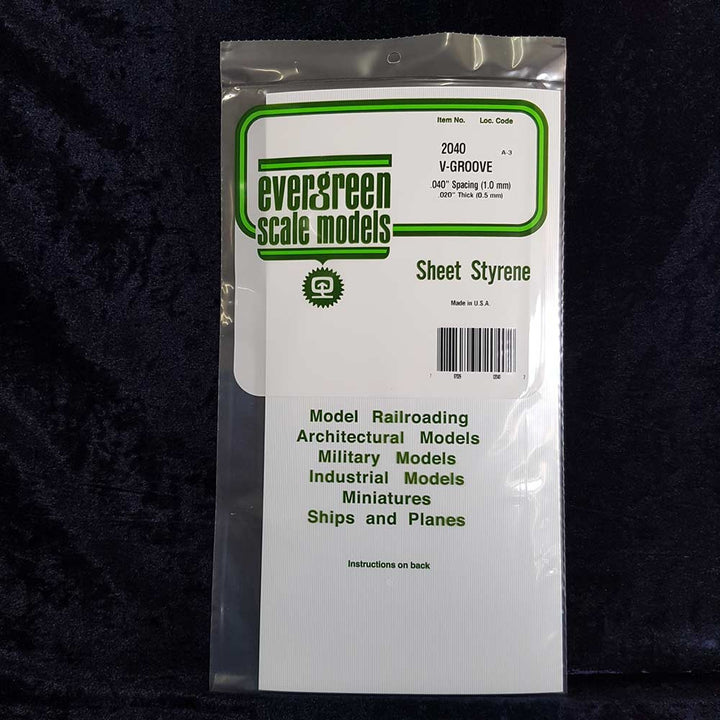 Item No. Loc. Code
2040 A-3
V-GROOVE
.040" Spacing (1.0 mm)
.020" Thick (0.5 mm)
evergreen
scale models
Sheet Styrene
Made in U.S.A.
Model Railroading
Architectural Models
Military Models
Industrial Models
Miniatures
Ships and Planes
Instructions on back